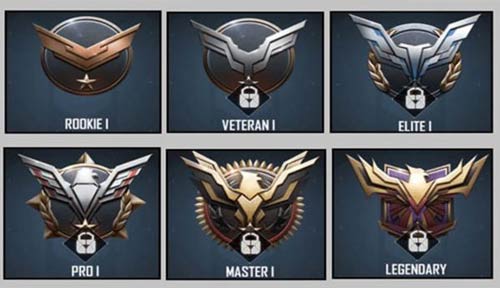 ROOKIE I
VETERAN I
ELITE I
PRO I
MASTER I
LEGENDARY